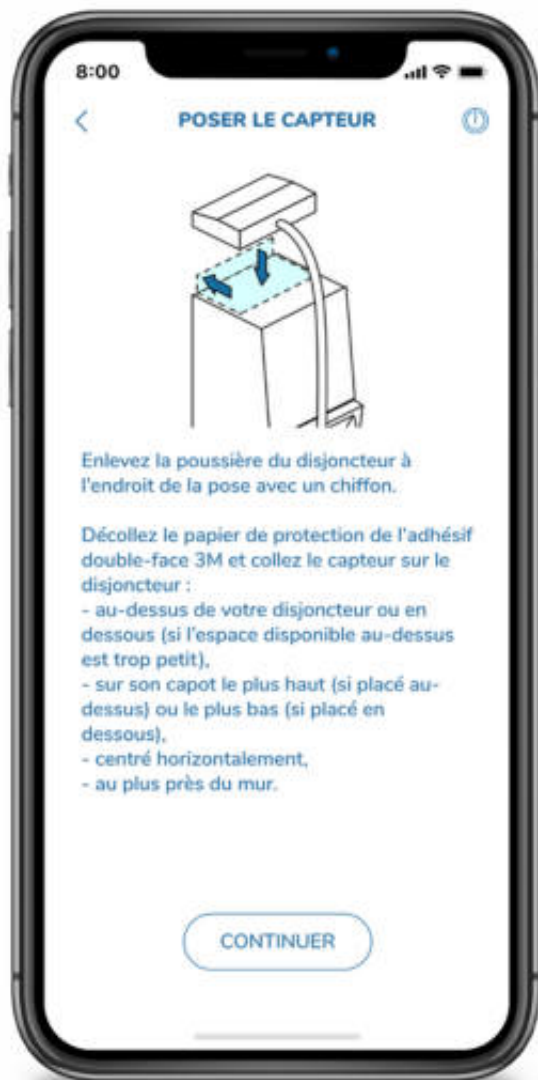 8:00
POSER LE CAPTEUR
Enlevez la poussière du disjoncteur à
l'endroit de la pose avec un chiffon.
Décollez le papier de protection de l'adhésif
double-face 3M et collez le capteur sur le
disjoncteur :
- au-dessus de votre disjoncteur ou en
dessous (si l'espace disponible au-dessus
est trop petit),
- sur son capot le plus haut (si placé au-
dessus) ou le plus bas (si placé en
dessous),
- centré horizontalement,
- au plus près du mur.
CONTINUER